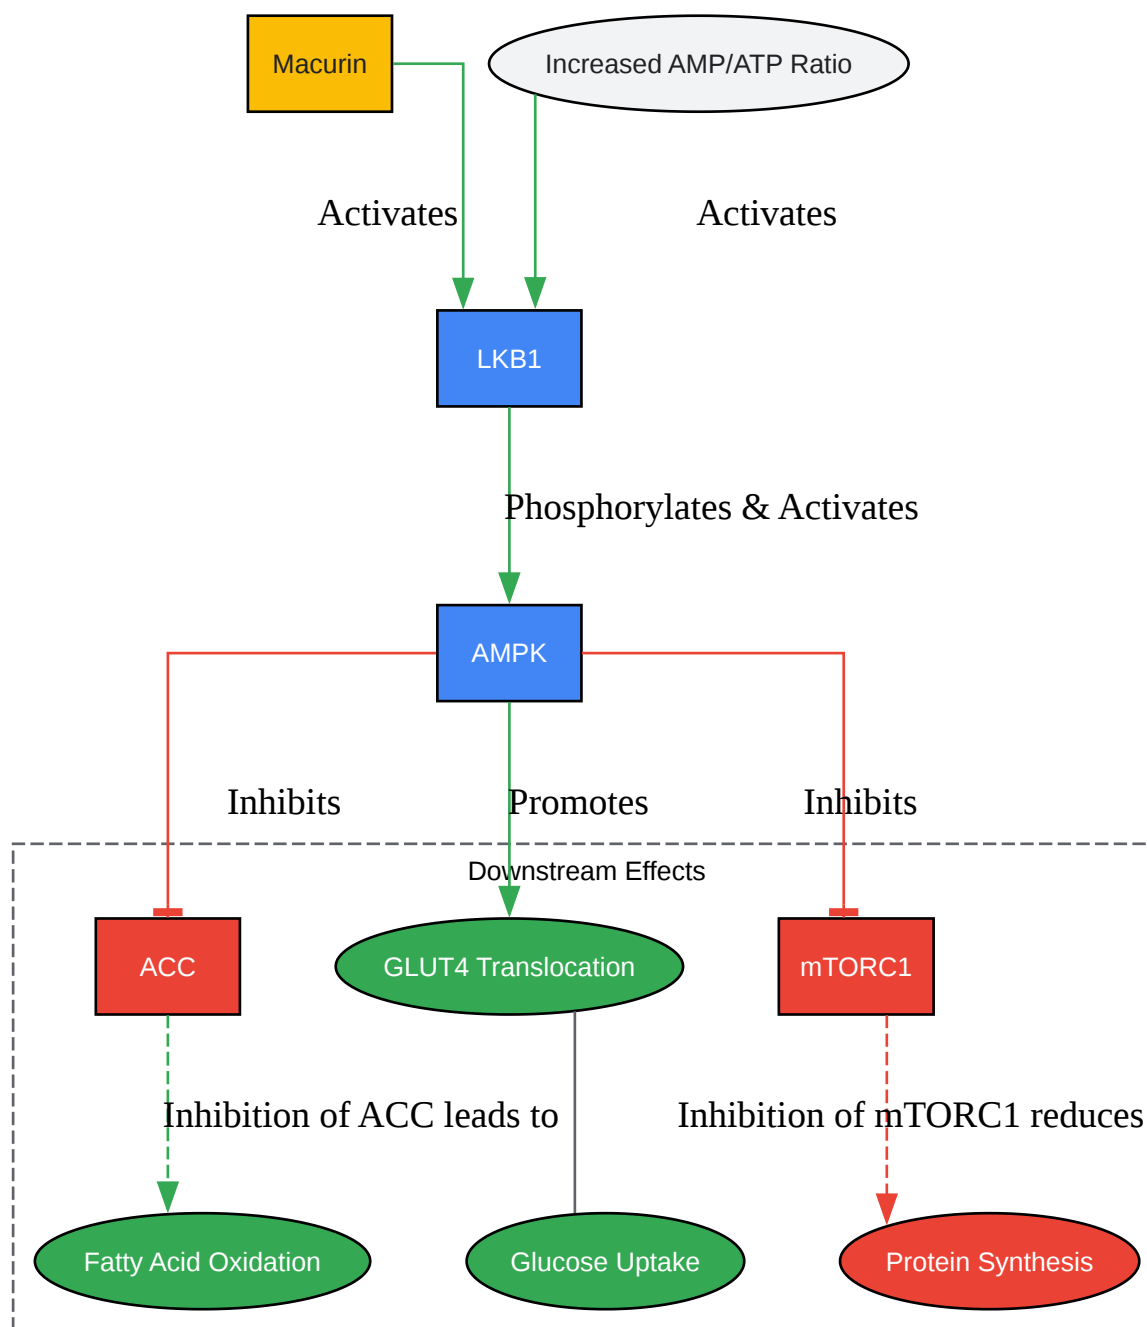 Macurin
Increased AMP/ATP Ratio
Activates
Activates
LKB1
Phosphorylates & Activates
AMPK
Inhibits
Promotes
Inhibits
Downstream Effects
ACC
GLUT4 Translocation
mTORC1
Inhibition of ACC leads to
Inhibition of mTORC1 reduces
Fatty Acid Oxidation
Glucose Uptake
Protein Synthesis